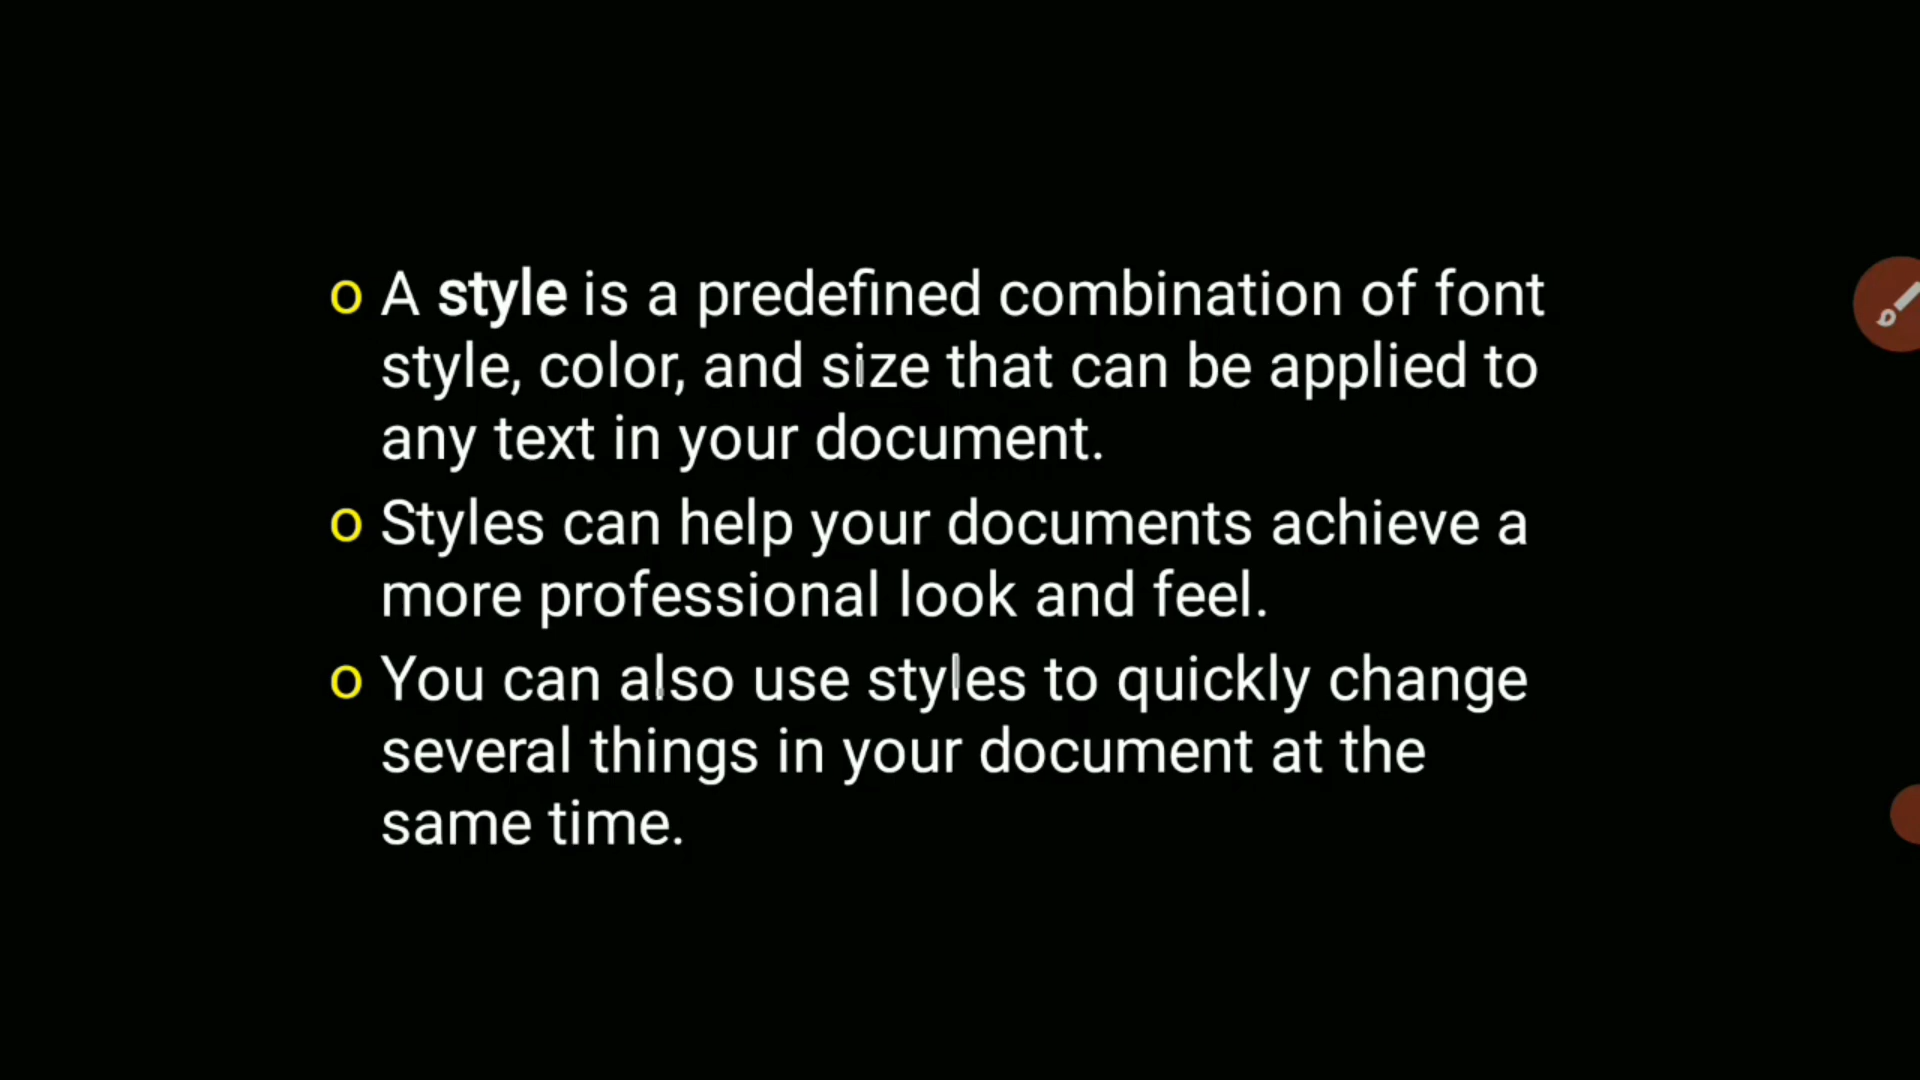 o A style is a predefined combination of font
style, color, and size that can be applied to
any text in your document.
o Styles can help your documents achieve a
more professional look and feel.
o You can also use styles to quickly change
several things in your document at the
same time.